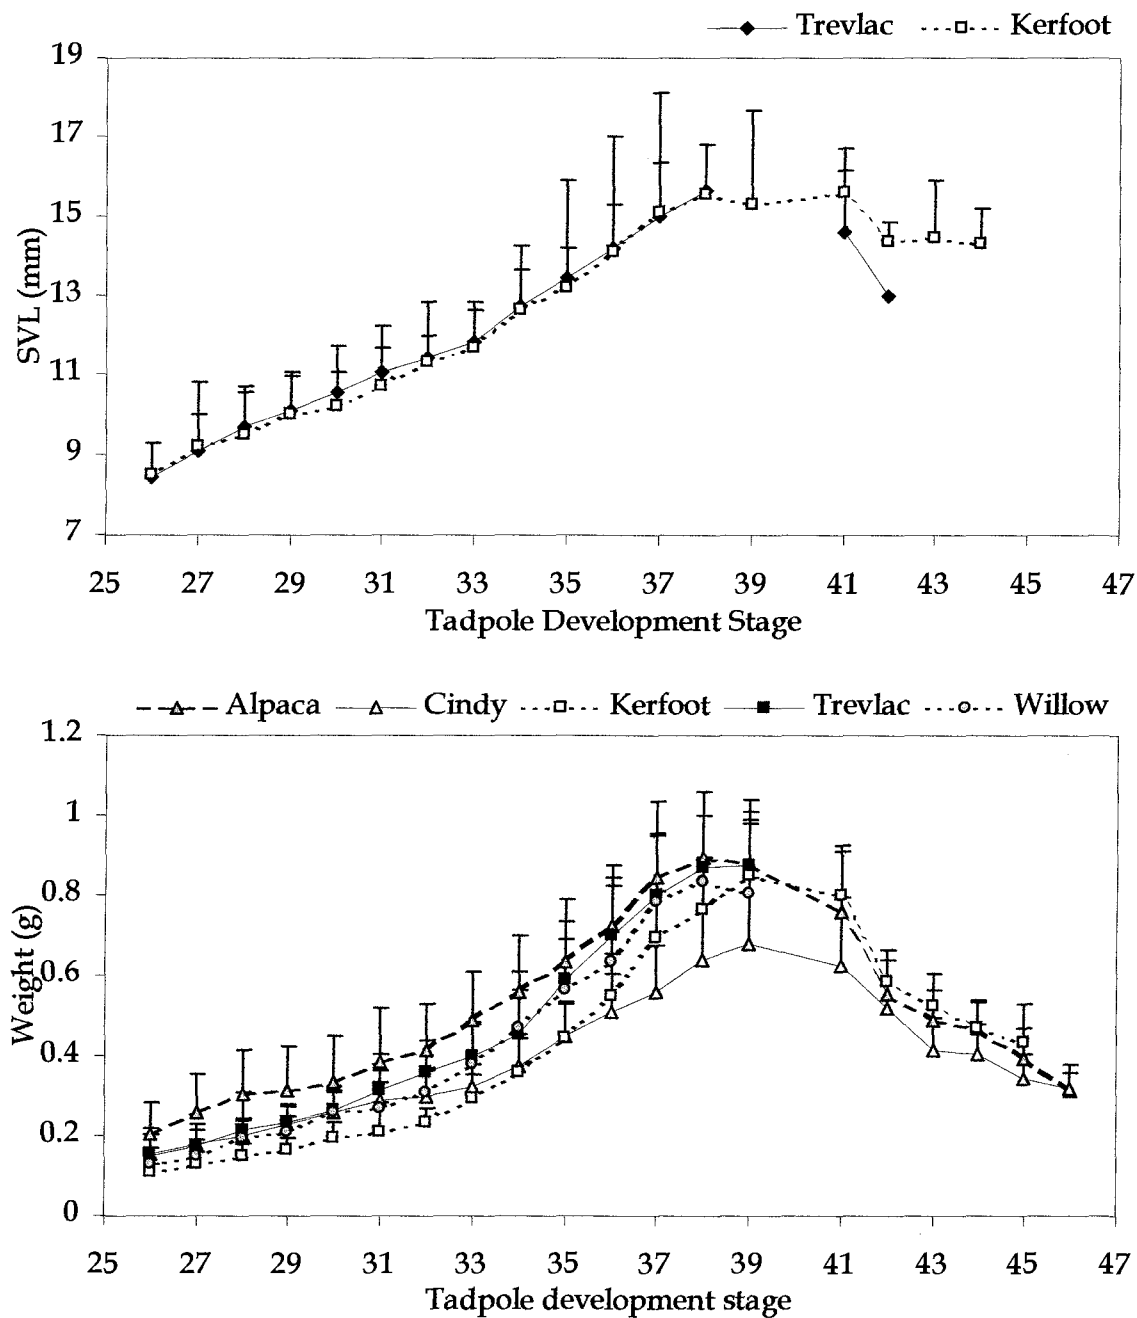 Trevlac Kerfoot
19
17
15
13
11
9
7
SVL (mm)
25 27 29 31 33 35 37 39 41 43 45 47
Tadpole Development Stage
Alpaca Cindy Kerfoot Trevlac Willow
1.2
1
0.8
0.6
0.4
0.2
0
Weight (g)
25 27 29 31 33 35 37 39 41 43 45 47
Tadpole development stage